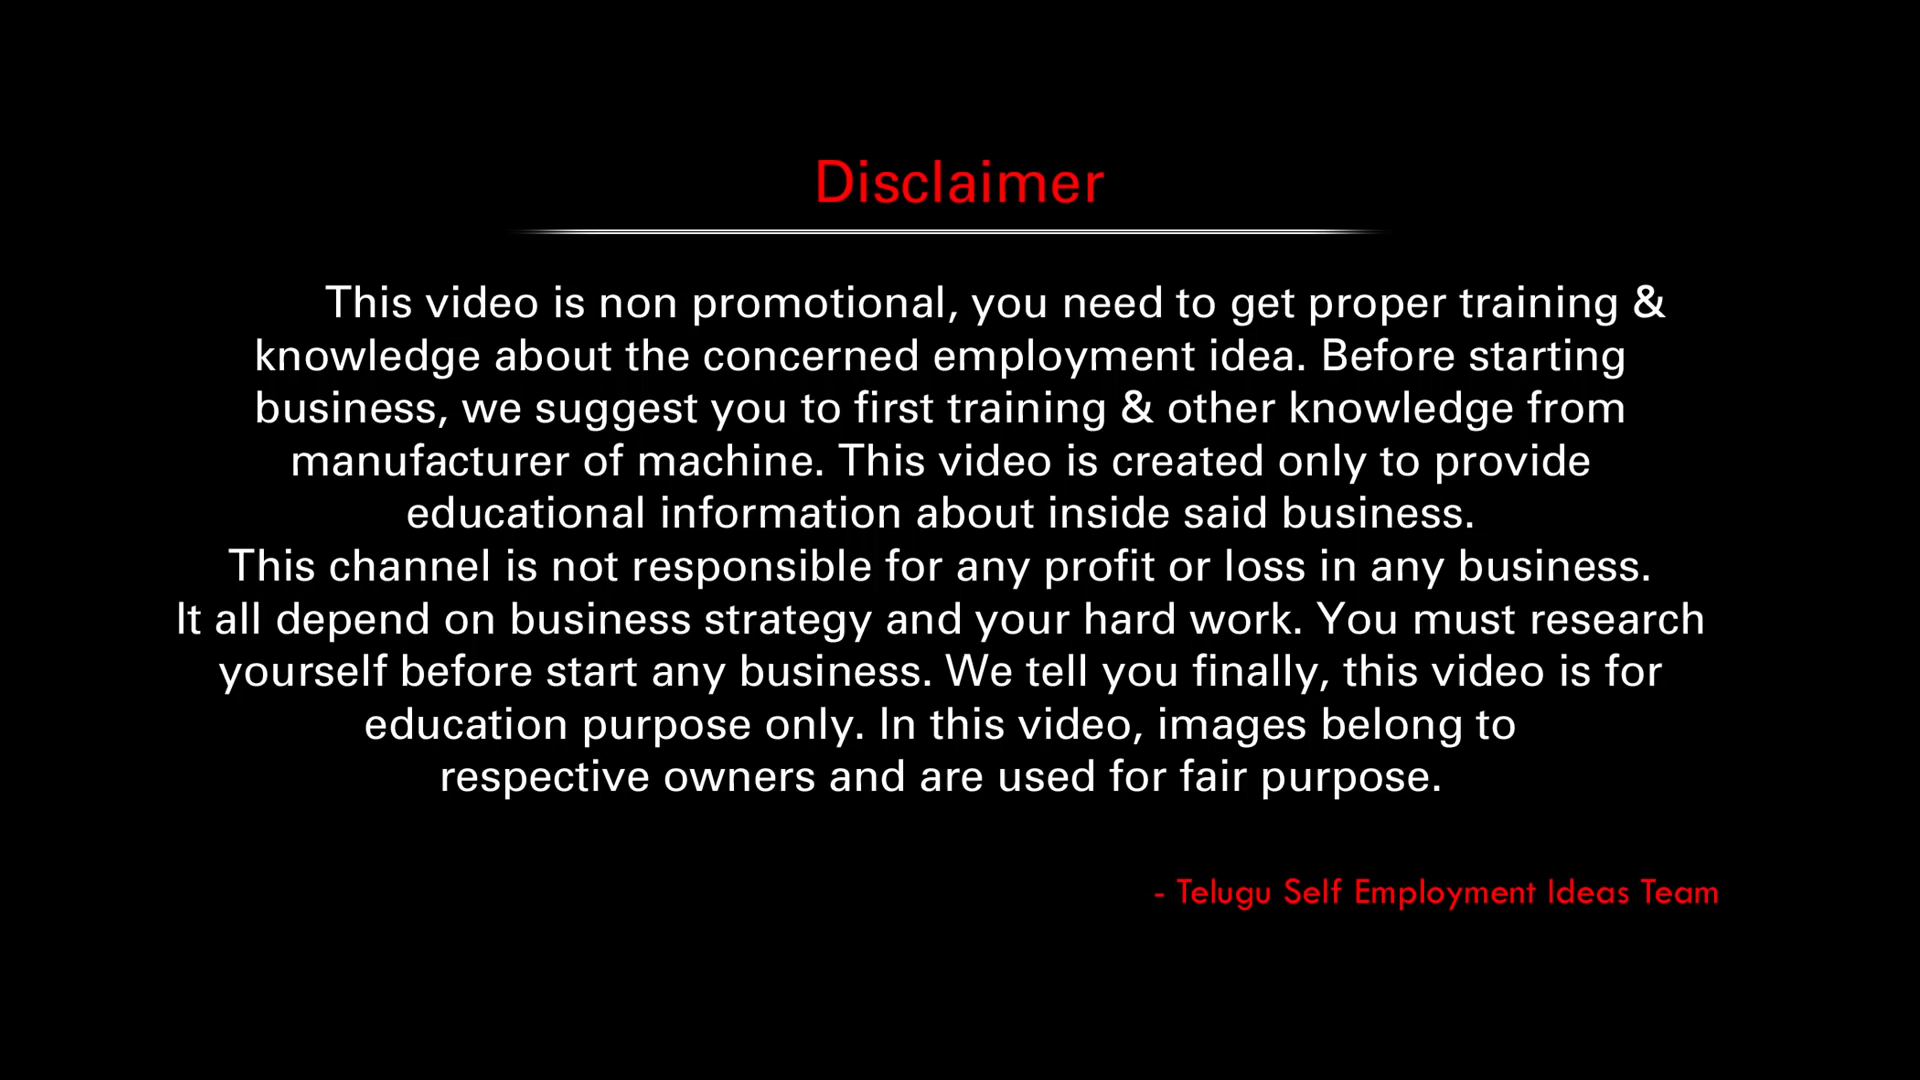 Disclaimer
This video is non promotional, you need to get proper training &
knowledge about the concerned employment idea. Before starting
business, we suggest you to first training & other knowledge from
manufacturer of machine. This video is created only to provide
educational information about inside said business.
This channel is not responsible for any profit or loss in any business.
It all depend on business strategy and your hard work. You must research
yourself before start any business. We tell you finally, this video is for
education purpose only. In this video, images belong to
respective owners and are used for fair purpose.
- Telugu Self Employment Ideas Team